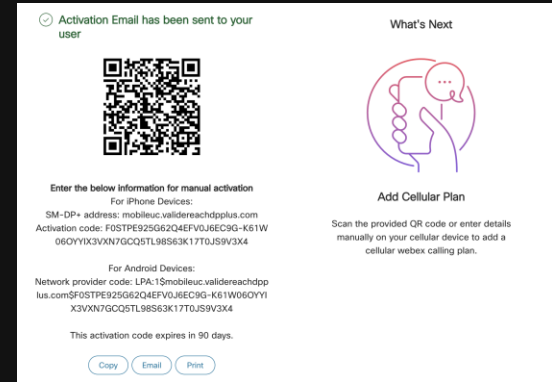 Activation Email has been sent to your
user
Enter the below information for manual activation
For iPhone Devices:
SM-DP+ address: mobileuc.validereachdpplus.com
Activation code: F0STPE925G62Q4EFV0J6EC9G-K61W
06OYYIX3VXN7GCQ5TL98S63K17T0JS9V3X4
For Android Devices:
Network provider code: LPA:1$mobileuc.validereachdpp
lus.com$F0STPE925G62Q4EFV0J6EC9G-K61W06OYYI
X3VXN7GCQ5TL98S63K17T0JS9V3X4
This activation code expires in 90 days.
Copy
Email
Print
What's Next
Add Cellular Plan
Scan the provided QR code or enter details
manually on your cellular device to add a
cellular webex calling plan.